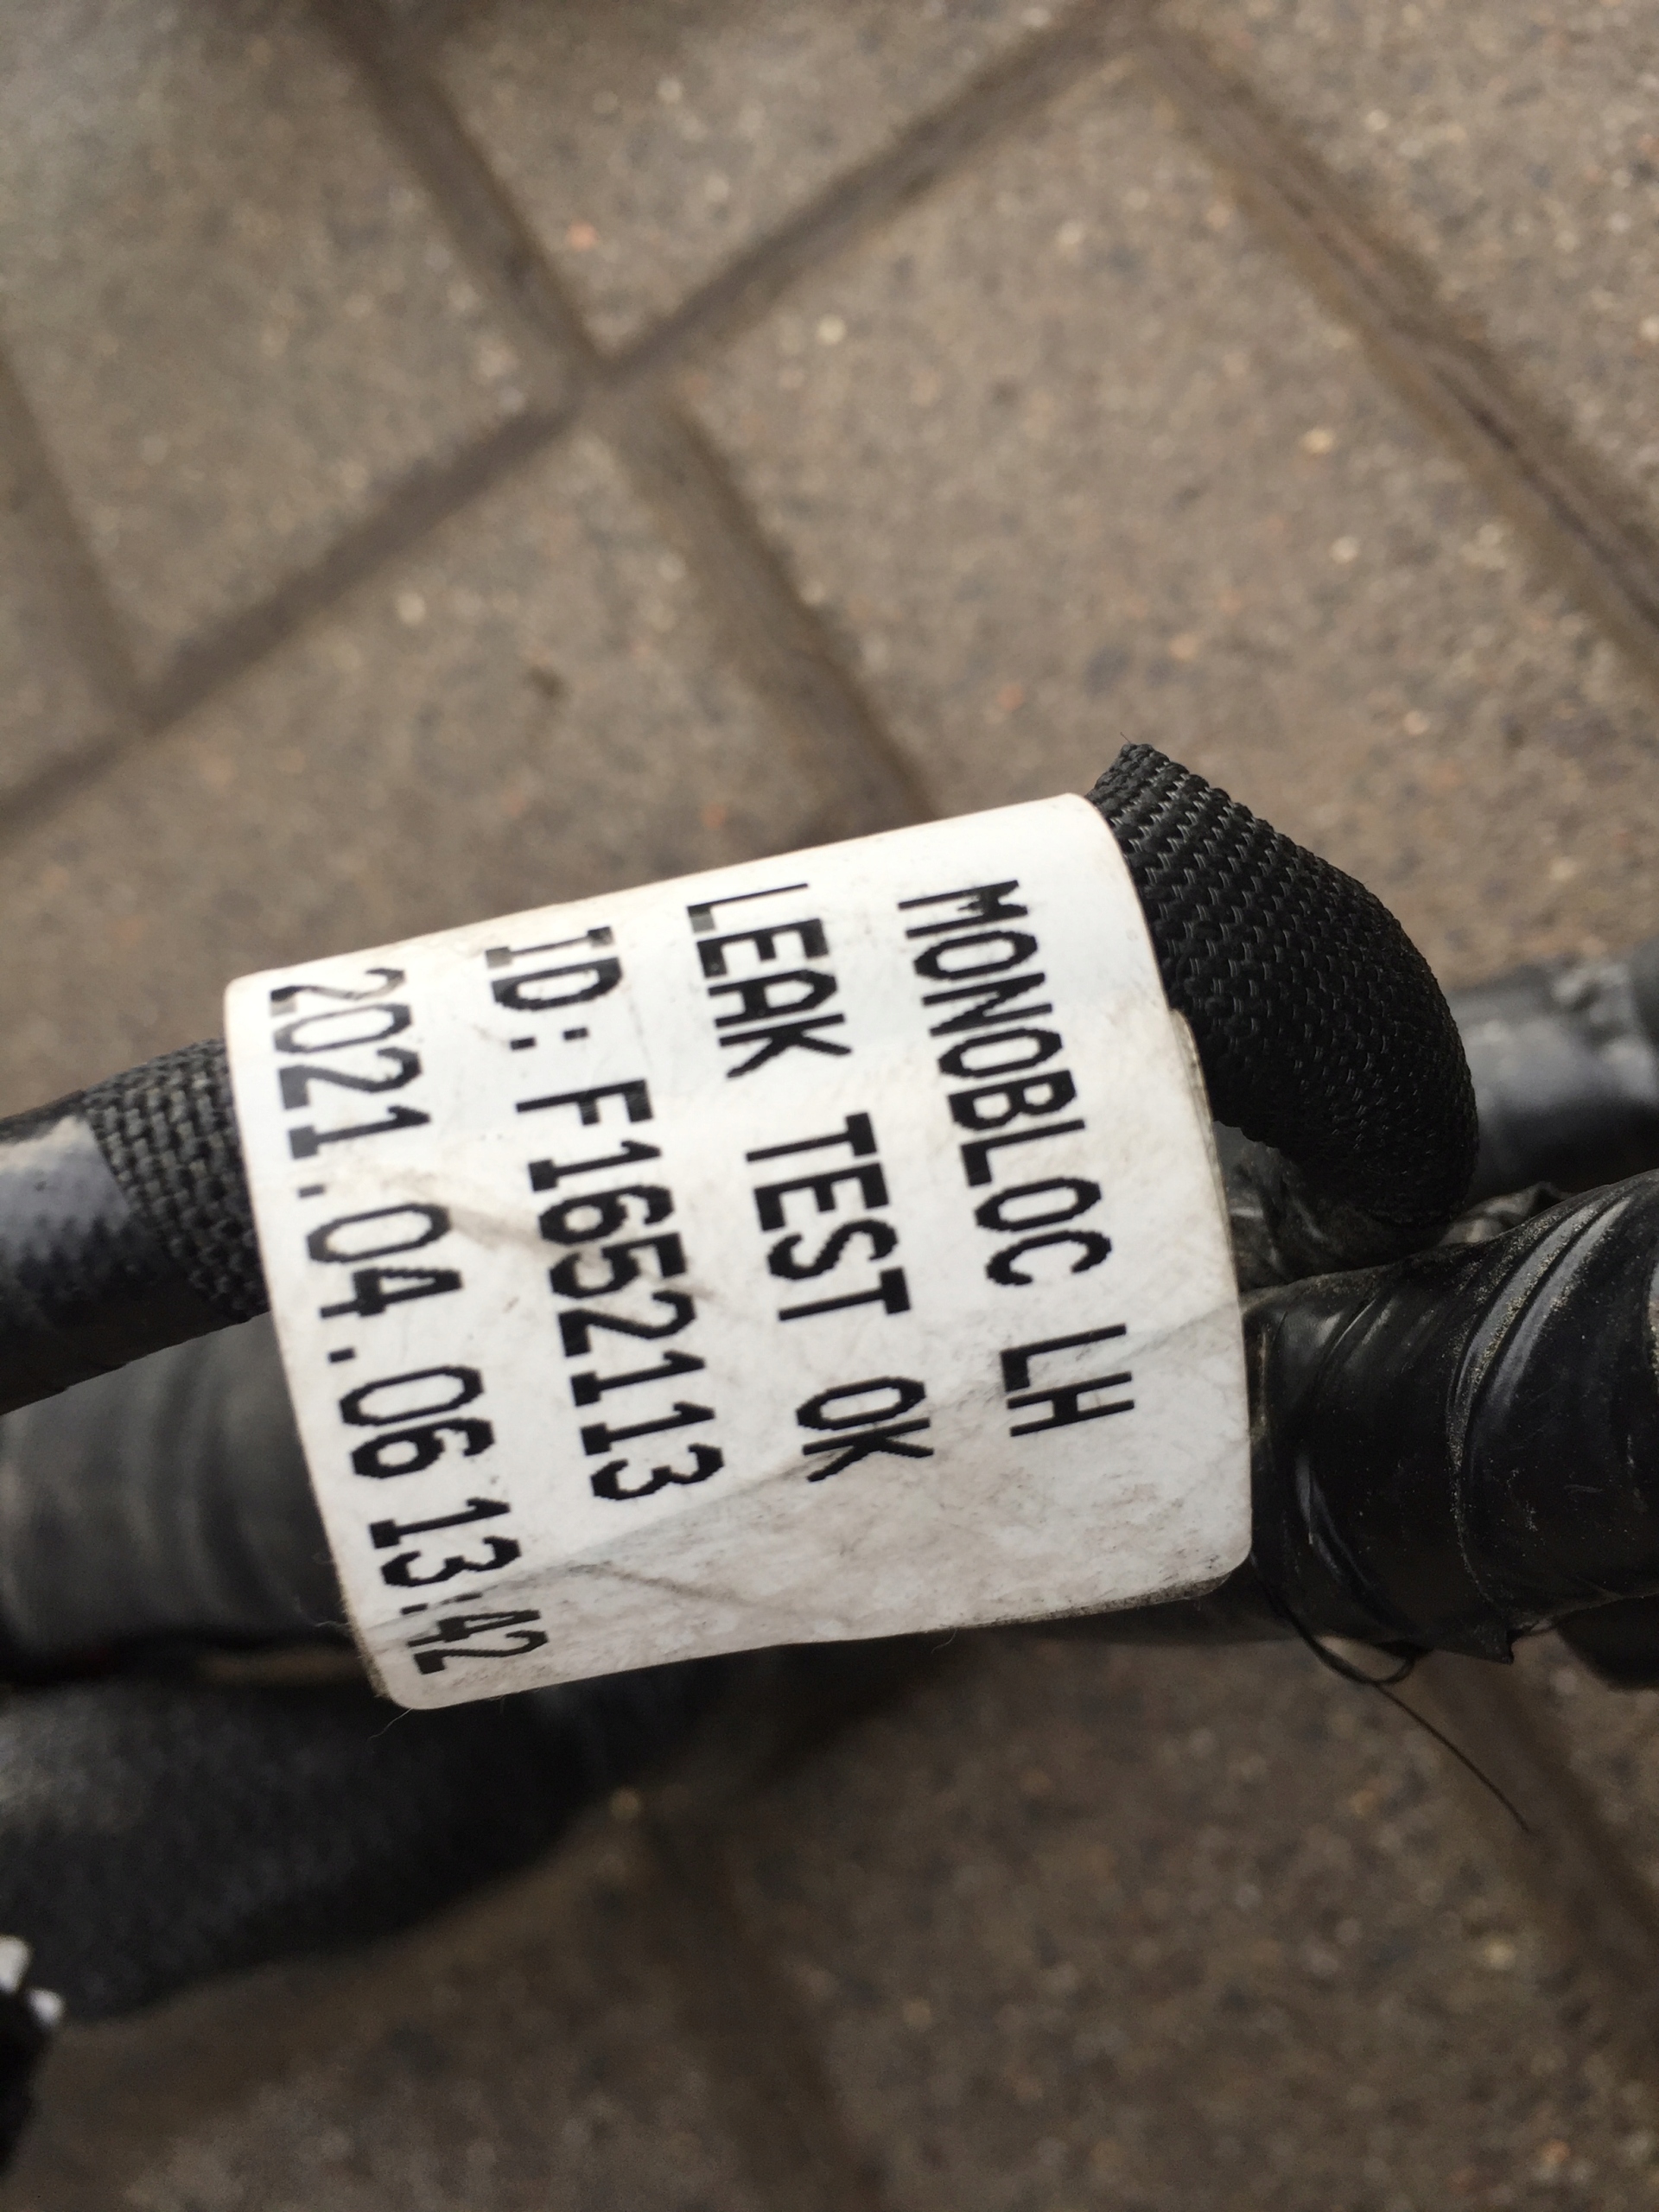 MONOBLOC LH
LEAK TEST OK
ID: F1652113
2021.04.06 13:42